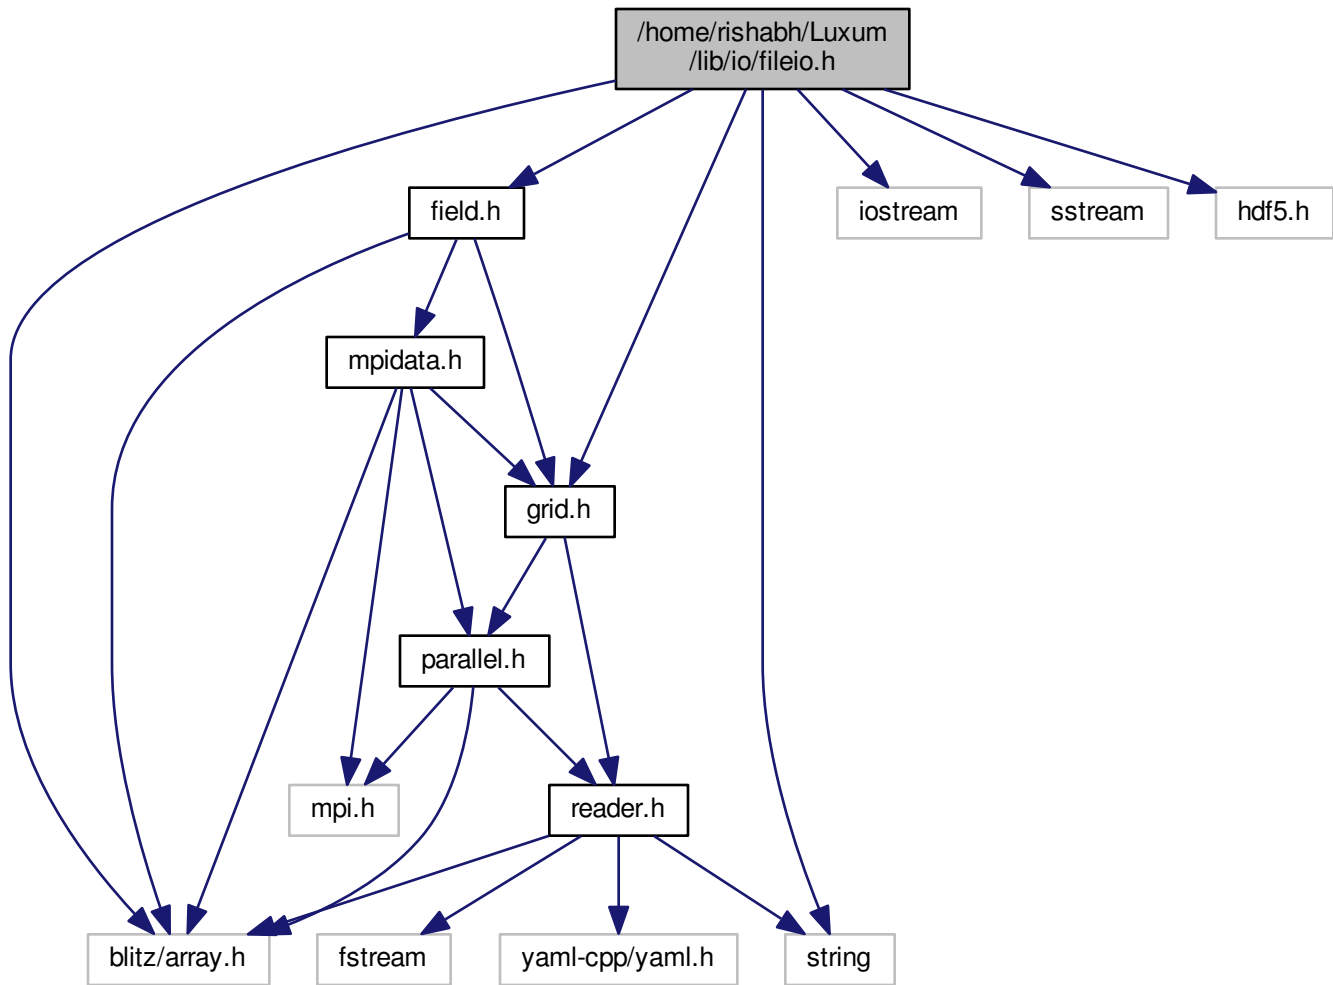 /home/rishabh/Luxum
/lib/io/fileio.h
field.h
iostream
sstream
hdf5.h
mpidata.h
grid.h
parallel.h
mpi.h
reader.h
blitz/array.h
fstream
yaml-cpp/yaml.h
string